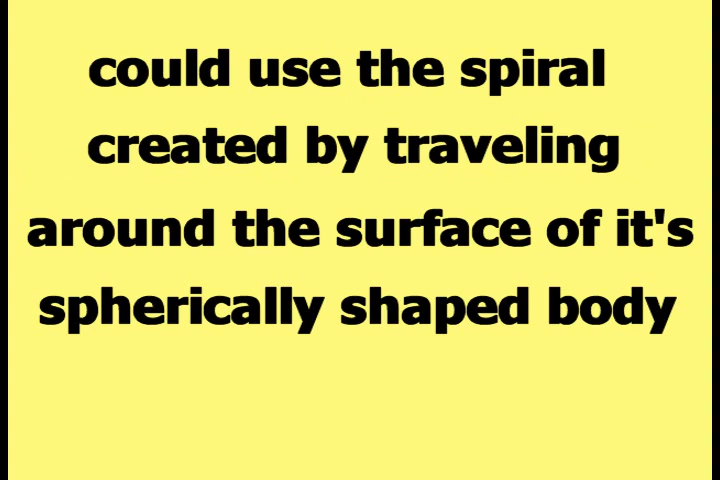 could use the spiral
created by traveling
around the surface of it's
spherically shaped body